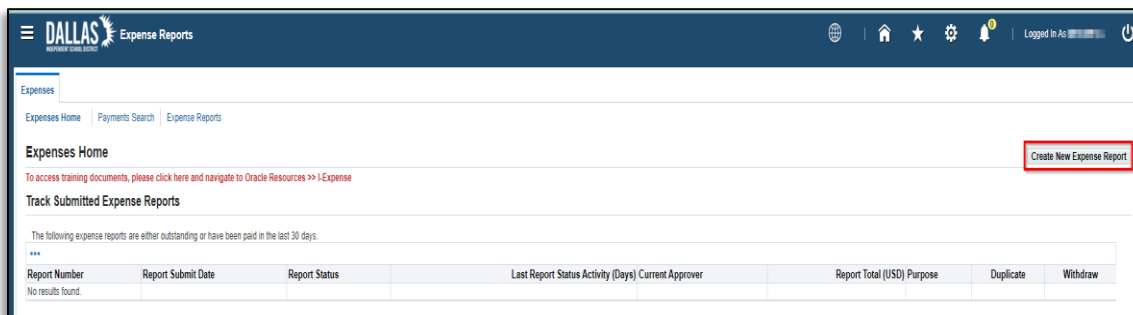 DALLAS Expense Reports 0 Logged In As
INDEPENDENT SCHOOL DISTRICT
Expenses
Expenses Home Payments Search Expense Reports
Expenses Home Create New Expense Report
To access training documents, please click here and navigate to Oracle Resources >> I-Expense
Track Submitted Expense Reports
The following expense reports are either outstanding or have been paid in the last 30 days.
Report Number Report Submit Date Report Status Last Report Status Activity (Days) Current Approver Report Total (USD) Purpose Duplicate Withdraw
No results found.